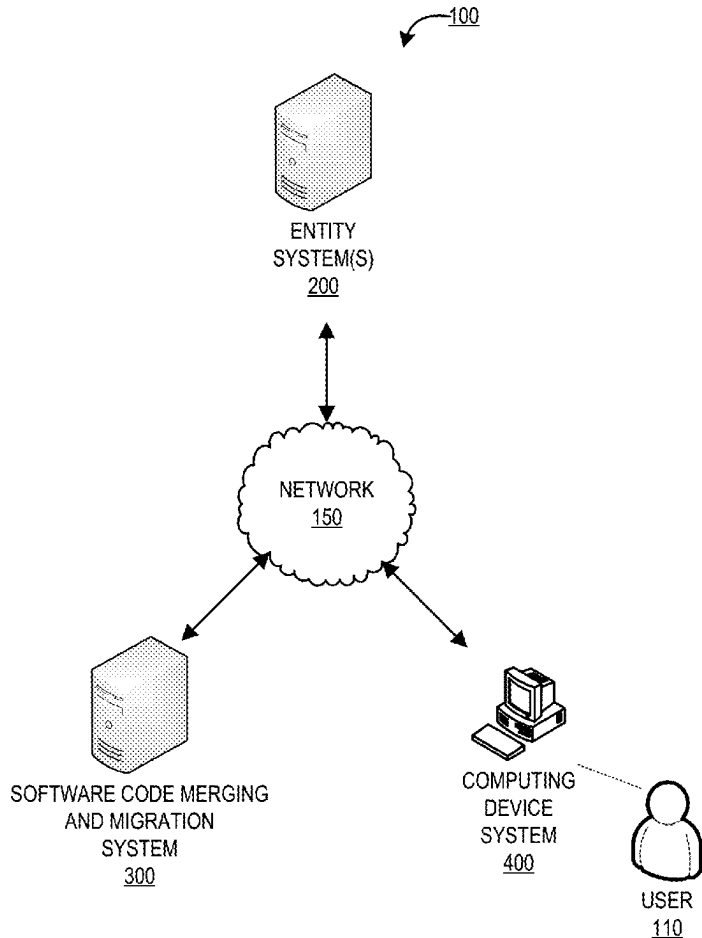 100
ENTITY
SYSTEM(S)
200
NETWORK
150
SOFTWARE CODE MERGING
AND MIGRATION
SYSTEM
300
COMPUTING
DEVICE
SYSTEM
400
USER
110